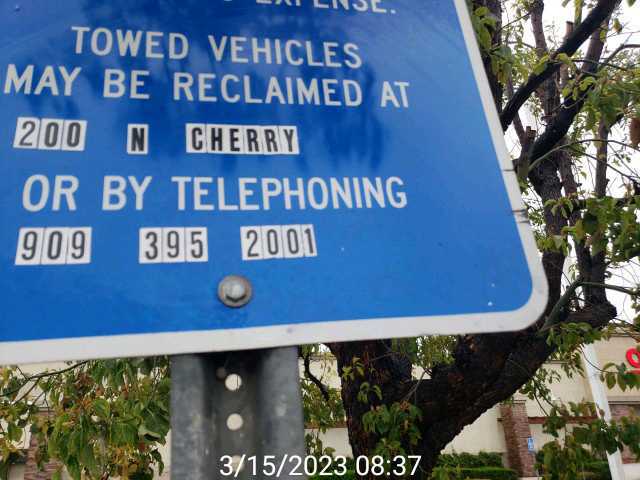 EXPENSE.
TOWED VEHICLES
MAY BE RECLAIMED AT
200 N CHERRY
OR BY TELEPHONING
909 395 2001
3/15/2023 08:37